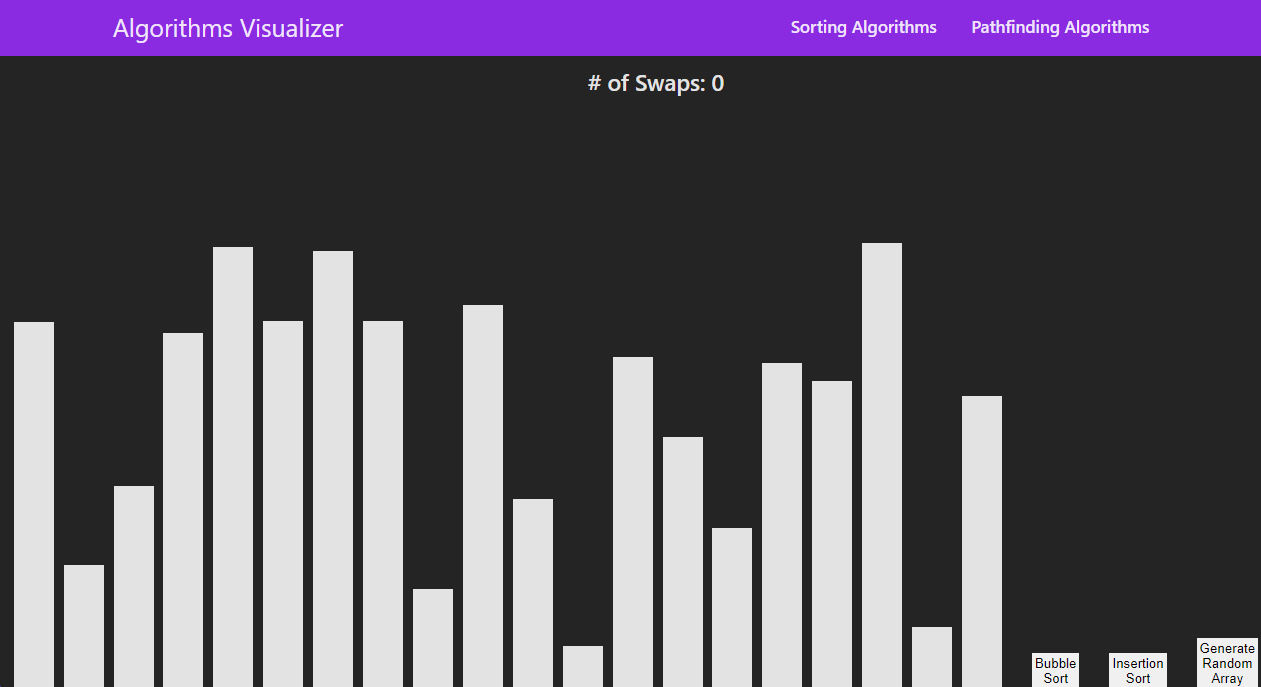 Algorithms Visualizer
Sorting Algorithms
Pathfinding Algorithms
# of Swaps: 0
Bubble
Sort
Insertion
Sort
Generate
Random
Array